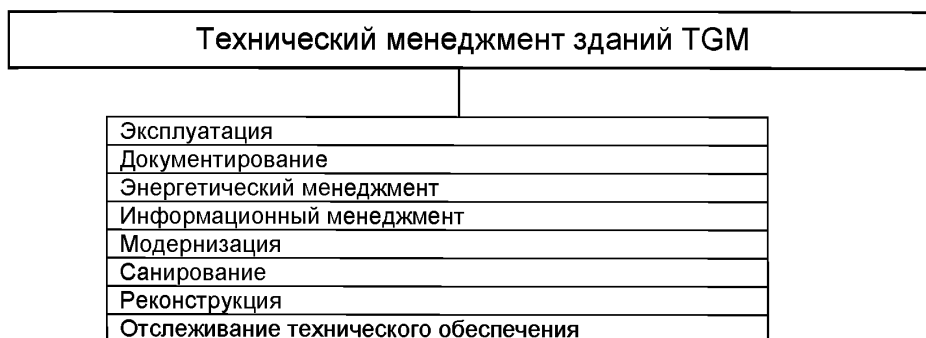 Технический менеджмент зданий TGM
Эксплуатация
Документирование
Энергетический менеджмент
Информационный менеджмент
Модернизация
Санирование
Реконструкция
Отслеживание технического обеспечения